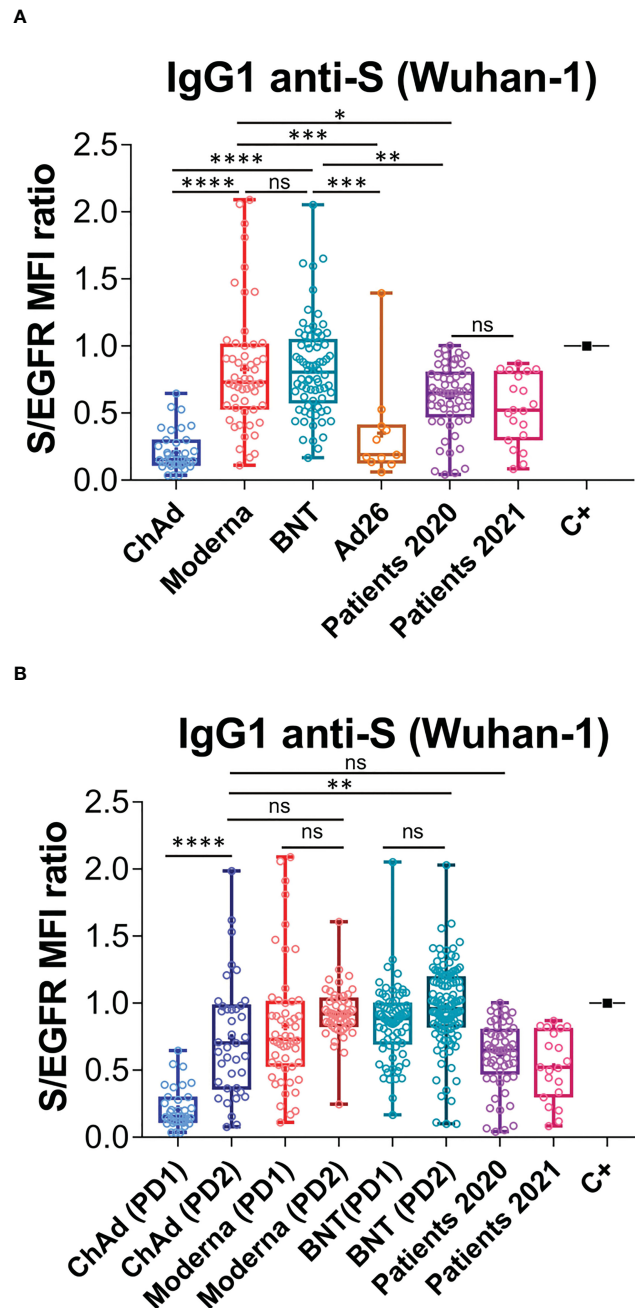 A
IgG1 anti-S (Wuhan-1)
*
***
**** **
**** ns ***
ns
S/EGFR MFI ratio
2.5
2.0
1.5
1.0
0.5
0.0
ChAd
Moderna
BNT
Ad26
Patients 2020
Patients 2021
C+
B
IgG1 anti-S (Wuhan-1)
ns
**
ns
**** ns ns
S/EGFR MFI ratio
2.5
2.0
1.5
1.0
0.5
0.0
ChAd (PD1)
ChAd (PD2)
Moderna (PD1)
Moderna (PD2)
BNT(PD1)
BNT (PD2)
Patients 2020
Patients 2021
C+